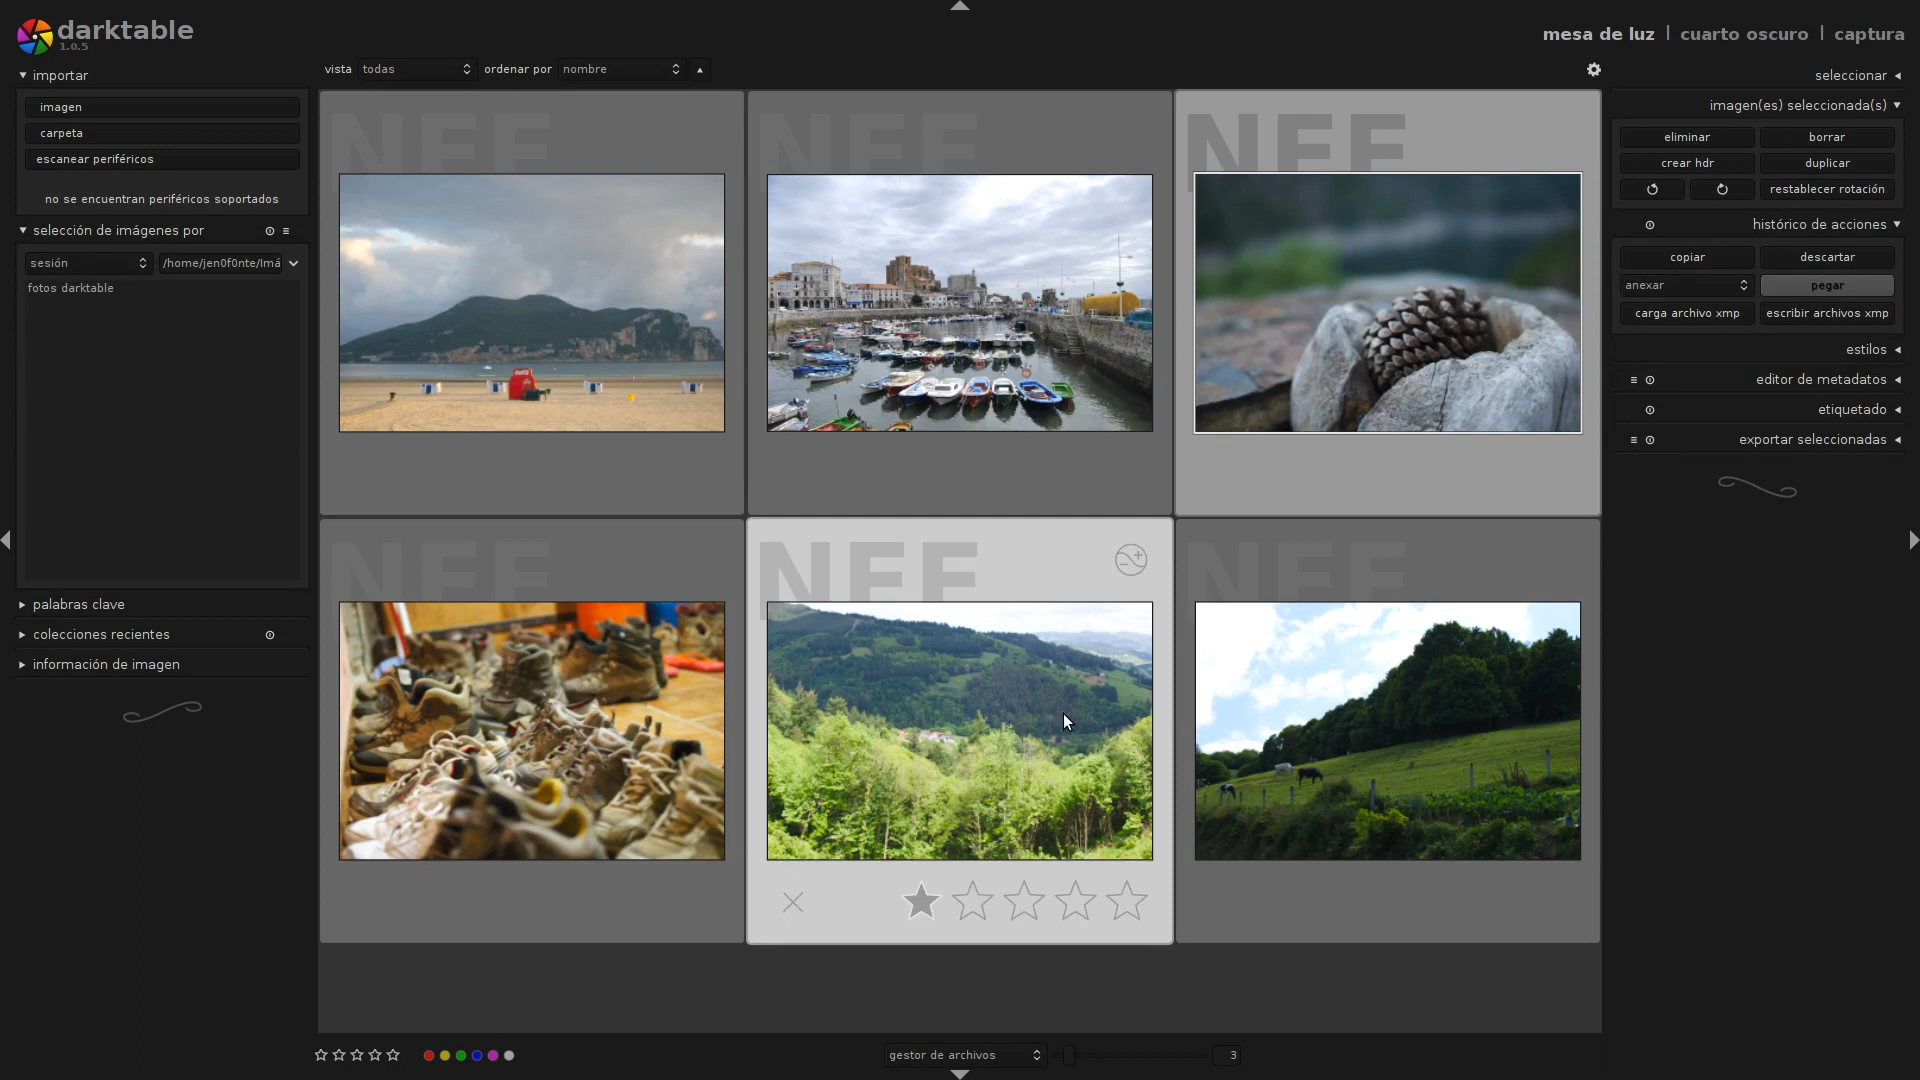 darktable
1.0.5
mesa de luz | cuarto oscuro | captura
importar
imagen
carpeta
escanear periféricos
no se encuentran periféricos soportados
selección de imágenes por
sesión
/home/jen0f0nte/Imá
fotos darktable
palabras clave
colecciones recientes
información de imagen
vista todas ordenar por nombre
NEF
NEF
NEF
NEF
NEF
NEF
gestor de archivos
3
seleccionar
imagen(es) seleccionada(s)
eliminar borrar
crear hdr duplicar
restablecer rotación
histórico de acciones
copiar descartar
anexar pegar
carga archivo xmp escribir archivos xmp
estilos
editor de metadatos
etiquetado
exportar seleccionadas